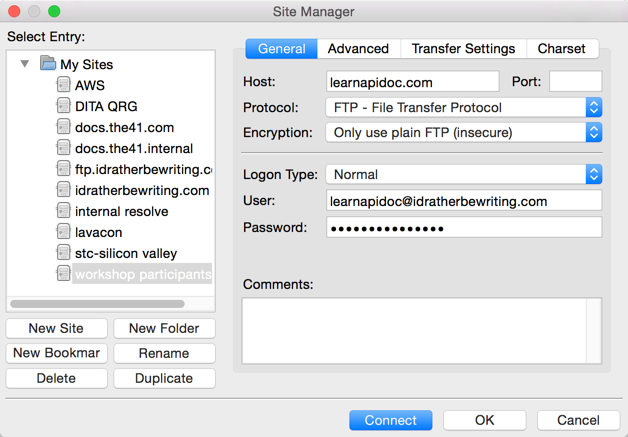 Site Manager
Select Entry:
My Sites
AWS
DITA QRG
docs.the41.com
docs.the41.internal
ftp.idratherbewriting.c
idratherbewriting.com
internal resolve
lavacon
stc-silicon valley
workshop participants
New Site
New Folder
New Bookmar
Rename
Delete
Duplicate
General
Advanced
Transfer Settings
Charset
Host:
learnapidoc.com
Port:
Protocol:
FTP - File Transfer Protocol
Encryption:
Only use plain FTP (insecure)
Logon Type:
Normal
User:
learnapidoc@idratherbewriting.com
Password:
●●●●●●●●●●●●●●●
Comments:
Connect
OK
Cancel